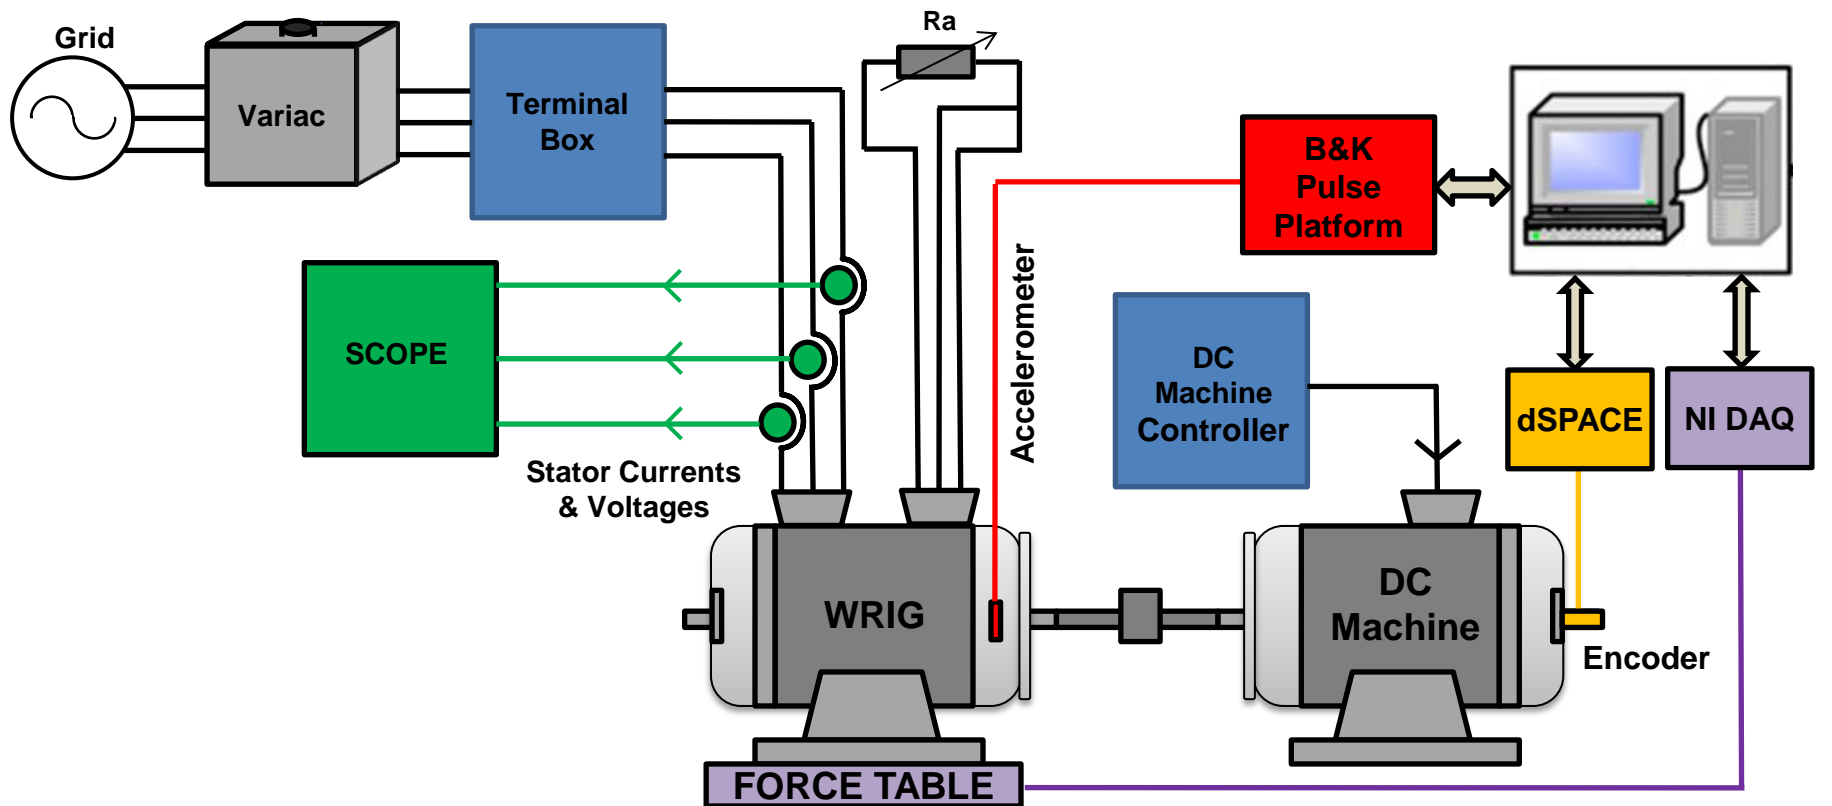 Grid
Variac
Terminal
Box
Ra
B&K
Pulse
Platform
SCOPE
Accelerometer
DC
Machine
Controller
dSPACE
NI DAQ
Stator Currents
& Voltages
WRIG
DC
Machine
Encoder
FORCE TABLE